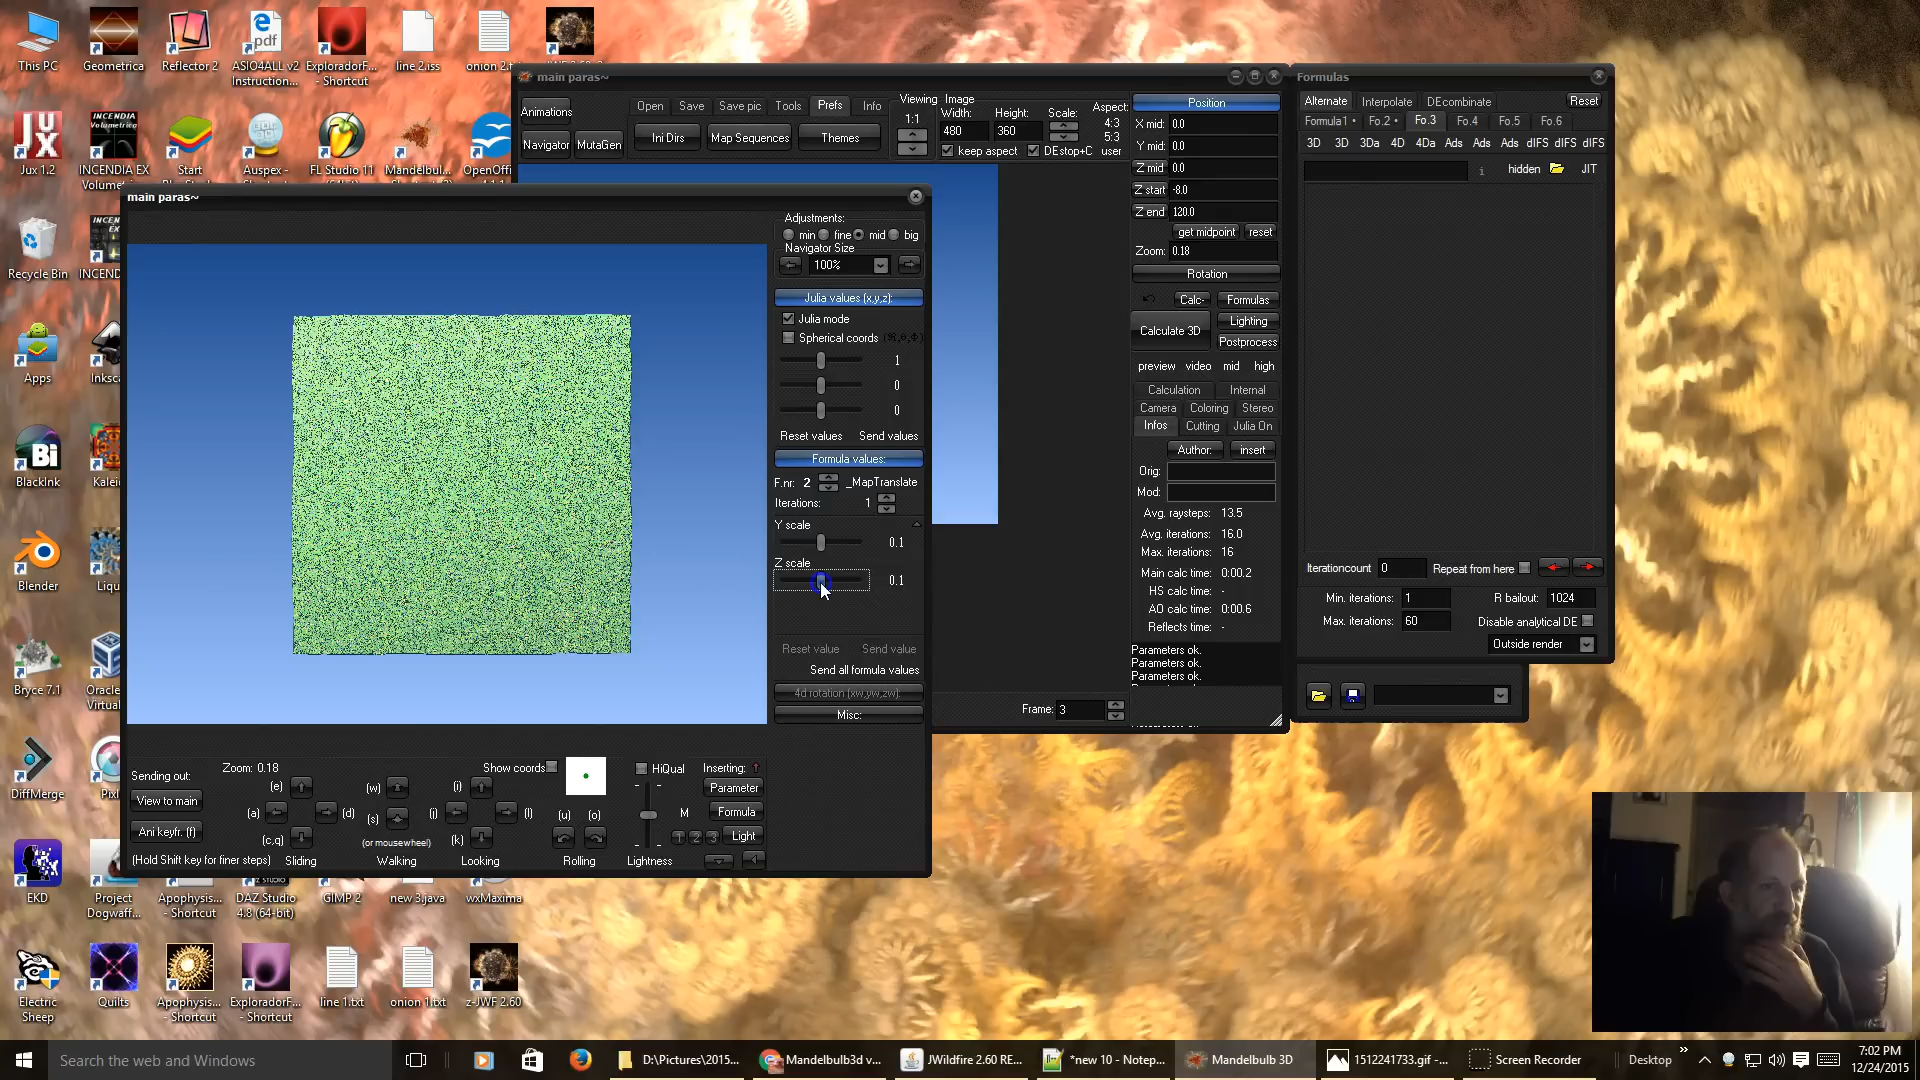 This PC
Geometrica
Reflector 2
ASIO4ALL v2 Instruction...
ExploradorF... - Shortcut
line 2.iss
Jux 1.2
INCENDIA EX
Start
Auspex -
FL Studio 11
Mandelbul...
OpenOffi
Recycle Bin
INCEND
Apps
Inksc
BlackInk
Kalei
Blender
Liqu
Bryce 7.1
Oracle
Virtual
DiffMerge
Pixl
EKD
Project Dogwaff...
Apophysis... - Shortcut
DAZ Studio 4.8 (64-bit)
GIMP 2
new 3.java
wxMaxima
Electric Sheep
Quilts
Apophysis... - Shortcut
ExploradorF... - Shortcut
line 1.txt
onion 1.txt
z-JWF 2.60
main paras~
Animations
Open Save Save pic Tools Prefs Info
Navigator MutaGen
Ini Dirs Map Sequences Themes
Viewing
1:1
Image
Width: Height: Scale:
480 360
keep aspect DEstop+C
Aspect:
4:3
5:3
user
Position
X mid: 0.0
Y mid: 0.0
Z mid 0.0
Z start -8.0
Z end 120.0
get midpoint reset
Zoom: 0.18
Rotation
Calc- Formulas
Calculate 3D
Lighting
Postprocess
preview video mid high
Calculation Internal
Camera Coloring Stereo
Infos Cutting Julia On
Author: insert
Orig:
Mod:
Avg. raysteps: 13.5
Avg. iterations: 16.0
Max. iterations: 16
Main calc time: 0:00.2
HS calc time: -
AO calc time: 0:00.6
Reflects time: -
Parameters ok.
Parameters ok.
Parameters ok.
Frame: 3
Formulas
Alternate Interpolate DEcombinate Reset
Formula1 • Fo.2 • Fo.3 Fo.4 Fo.5 Fo.6
3D 3D 3Da 4D 4Da Ads Ads Ads dIFS dIFS dIFS
i hidden JIT
Iterationcount 0 Repeat from here
Min. iterations: 1 R bailout: 1024
Max. iterations: 60 Disable analytical DE
Outside render
main paras~
Adjustments:
min fine mid big
Navigator Size
100%
Julia values (x,y,z):
Julia mode
Spherical coords
1
0
0
Reset values Send values
Formula values:
F.nr: 2 _MapTranslate
Iterations: 1
Y scale
0.1
Z scale
0.1
Reset value Send value
Send all formula values
4d rotation (xw,yw,zw):
Misc:
Sending out:
View to main
Ani keyfr. (f)
(Hold Shift key for finer steps)
Zoom: 0.18
(e)
(a) (d)
(c,q)
Sliding
(w)
(s)
(or mousewheel)
Walking
(i)
(j) (l)
(k)
Looking
Show coords
(u) (o)
Rolling
HiQual
M
1 2 3
Lightness
Inserting:
Parameter
Formula
Light
Search the web and Windows
D:\Pictures\2015...
Mandelbulb3d v...
JWildfire 2.60 RE...
*new 10 - Notep...
Mandelbulb 3D
1512241733.gif -...
Screen Recorder
Desktop
7:02 PM
12/24/2015